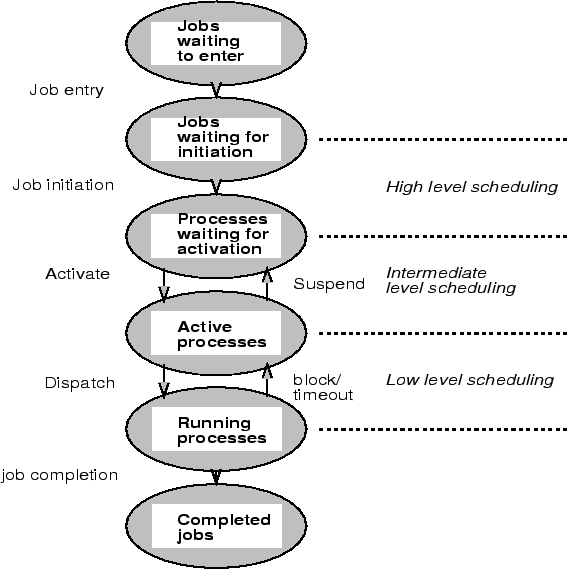 Jobs
waiting
to enter
Job entry
Jobs
waiting for
initiation
Job initiation
High level scheduling
Processes
waiting for
activation
Activate
Suspend
Intermediate
level scheduling
Active
processes
Dispatch
block/
timeout
Low level scheduling
Running
processes
job completion
Completed
jobs